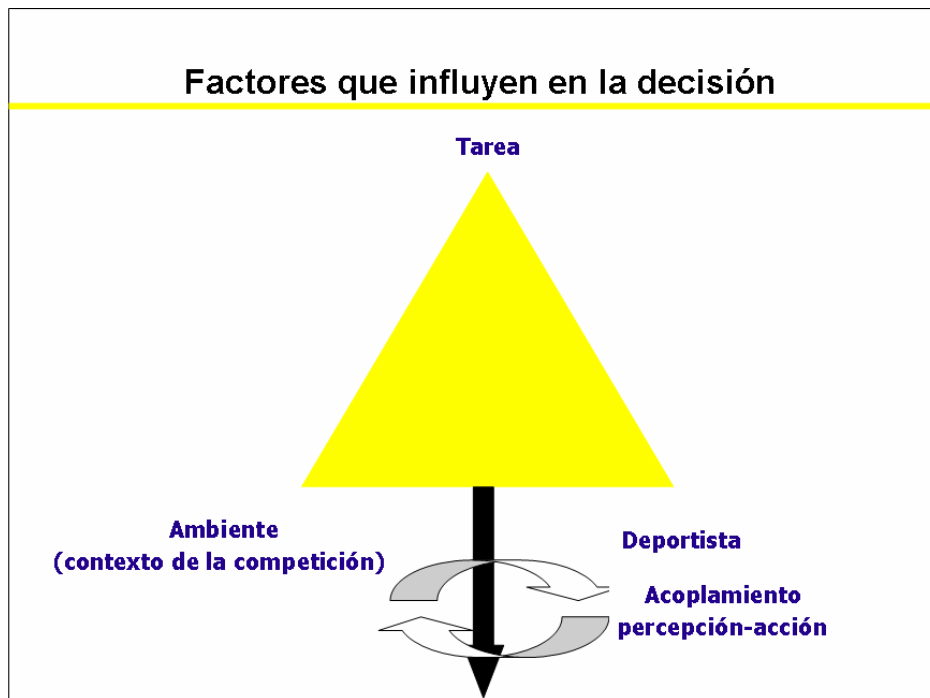 Factores que influyen en la decisión
Tarea
Ambiente
(contexto de la competición)
Deportista
Acoplamiento
percepción-acción